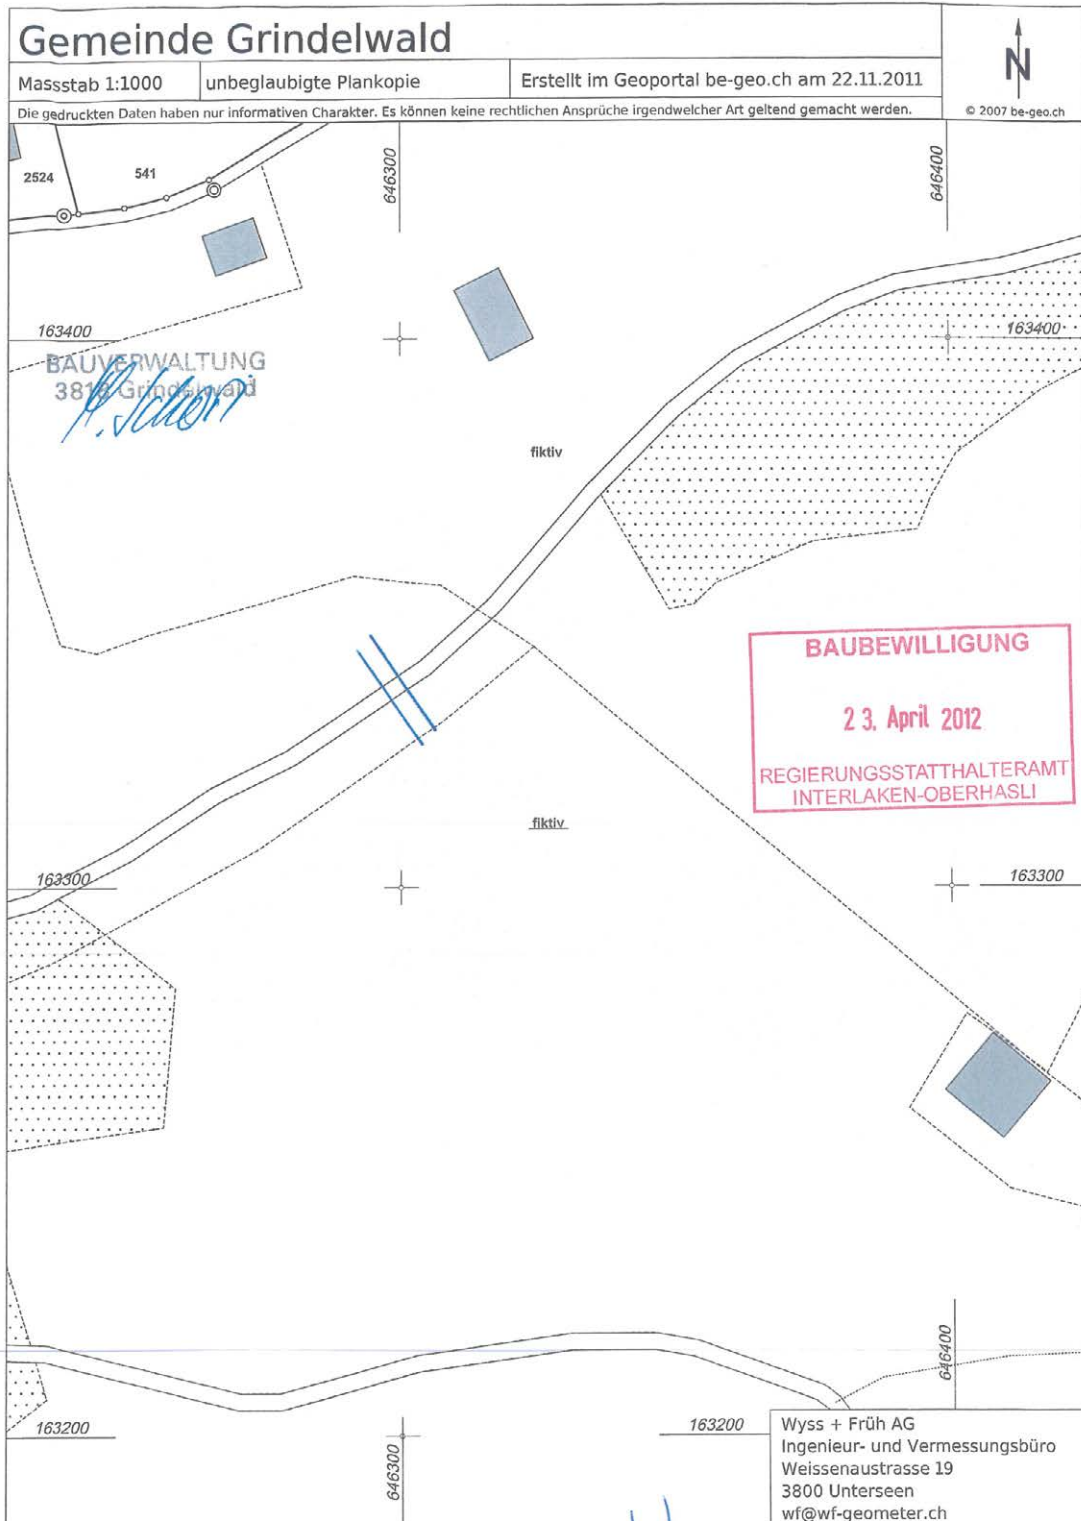 Gemeinde Grindelwald
N
Massstab 1:1000
unbeglaubigte Plankopie
Erstellt im Geoportal be-geo.ch am 22.11.2011
Die gedruckten Daten haben nur informativen Charakter. Es können keine rechtlichen Ansprüche irgendwelcher Art geltend gemacht werden.
© 2007 be-geo.ch
2524
541
646300
646400
163400
163400
BAUVERWALTUNG
3818 Grindelwald
fiktiv
BAUBEWILLIGUNG
23. April 2012
REGIERUNGSSTATTHALTERAMT
INTERLAKEN-OBERHASLI
fiktiv
163300
163300
646400
163200
163200
646300
Wyss + Früh AG
Ingenieur- und Vermessungsbüro
Weissenaustrasse 19
3800 Unterseen
wf@wf-geometer.ch